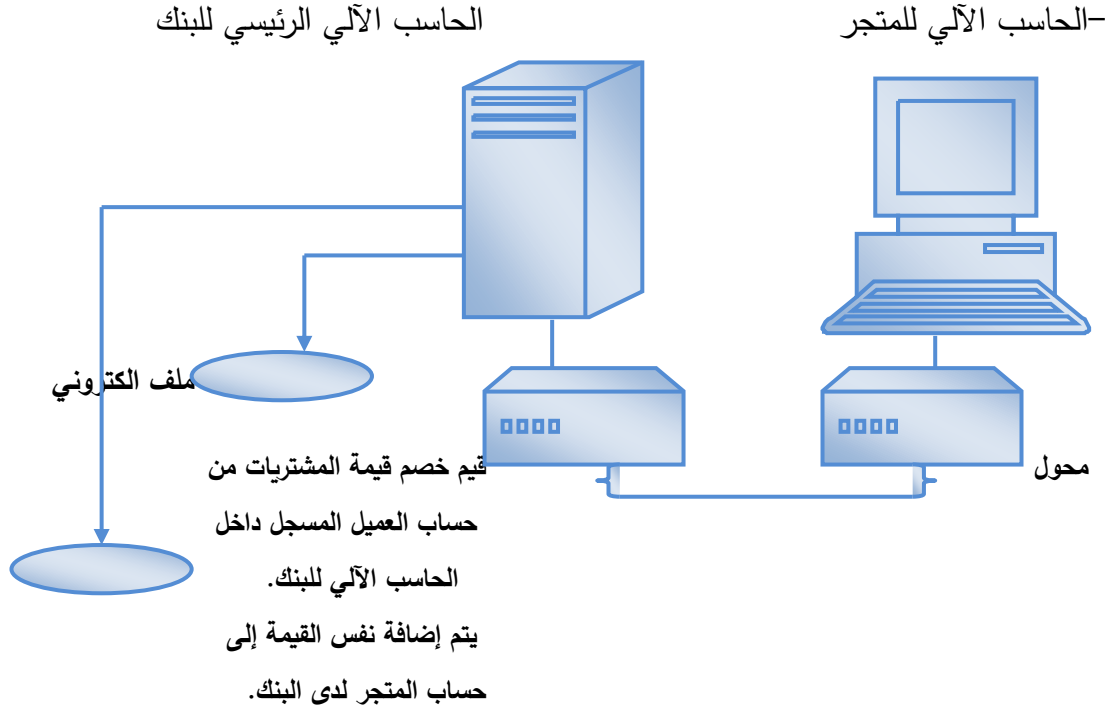 -الحاسب الآلي للمتجر
الحاسب الآلي الرئيسي للبنك
ملف الكتروني
محول
قيم خصم قيمة المشتريات من
حساب العميل المسجل داخل
الحاسب الآلي للبنك.
يتم إضافة نفس القيمة إلى
حساب المتجر لدى البنك.